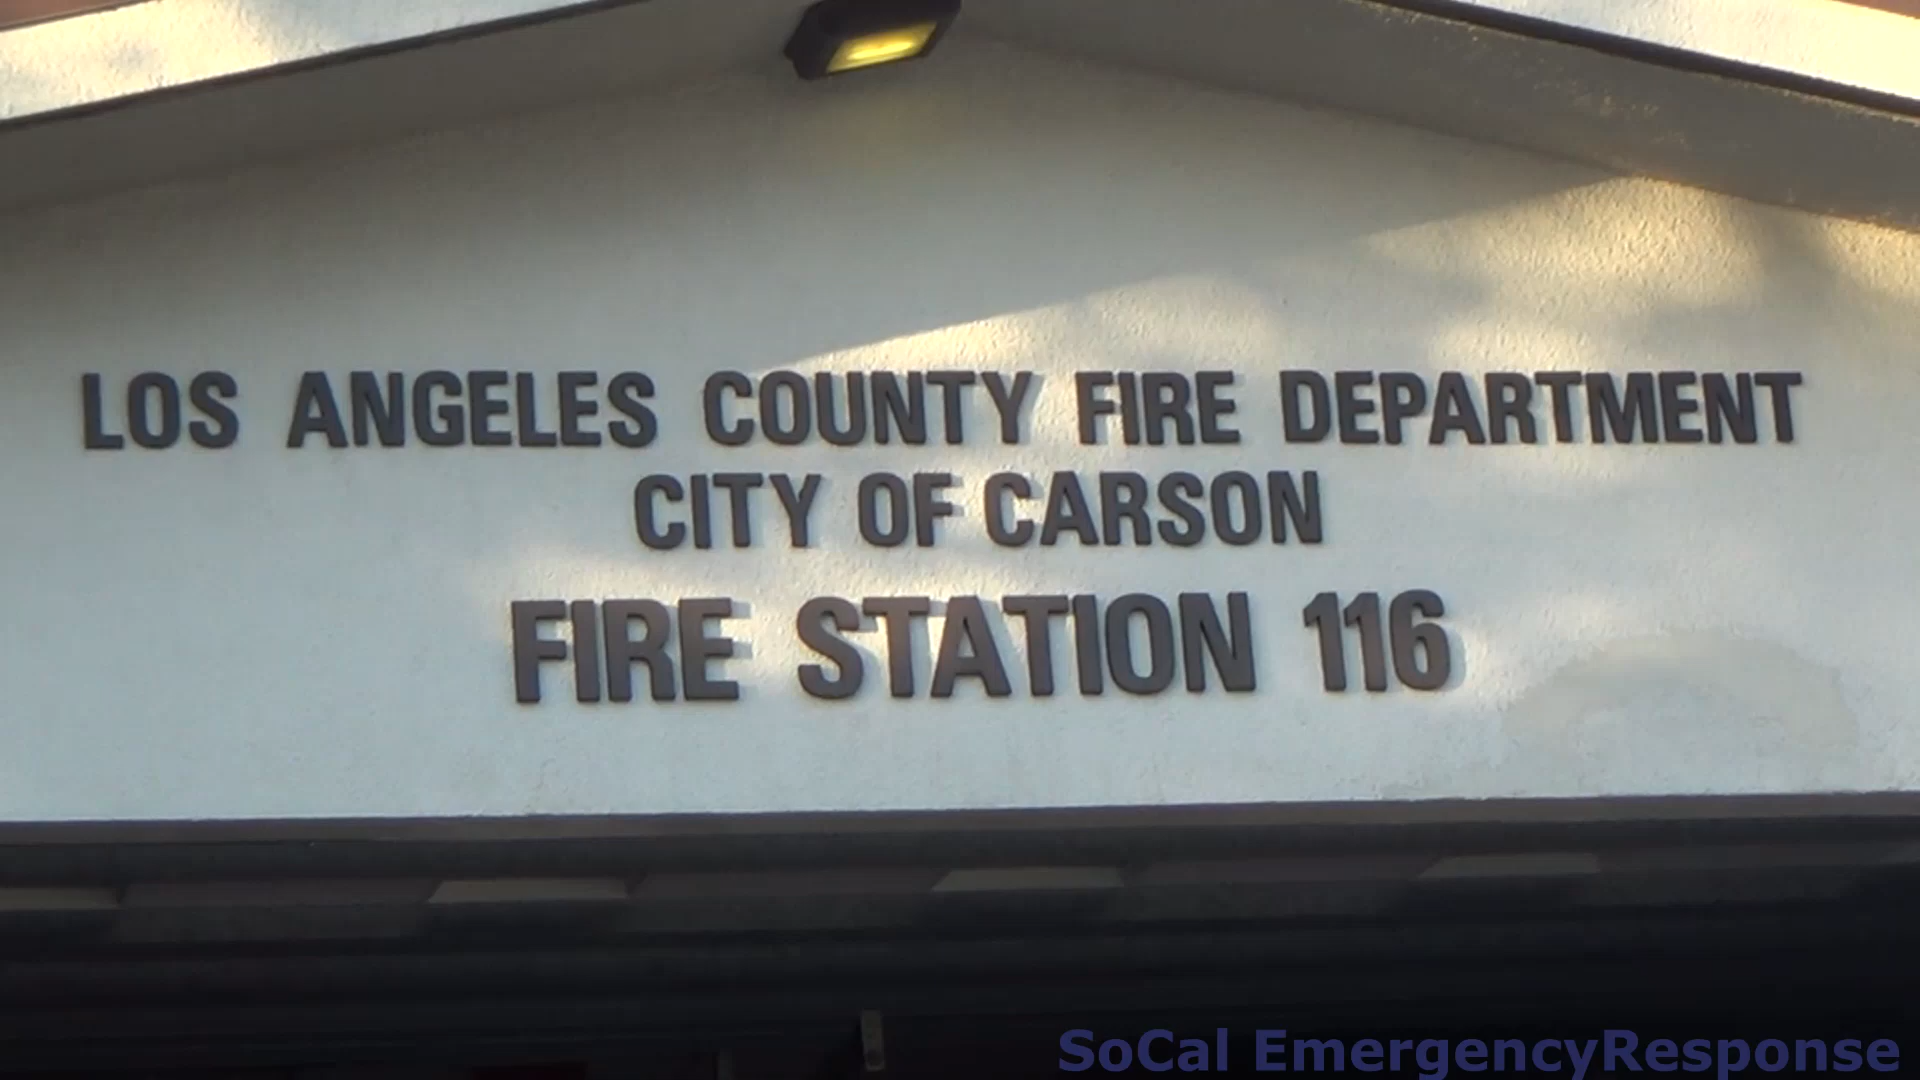 LOS ANGELES COUNTY FIRE DEPARTMENT
CITY OF CARSON
FIRE STATION 116
SoCal EmergencyResponse